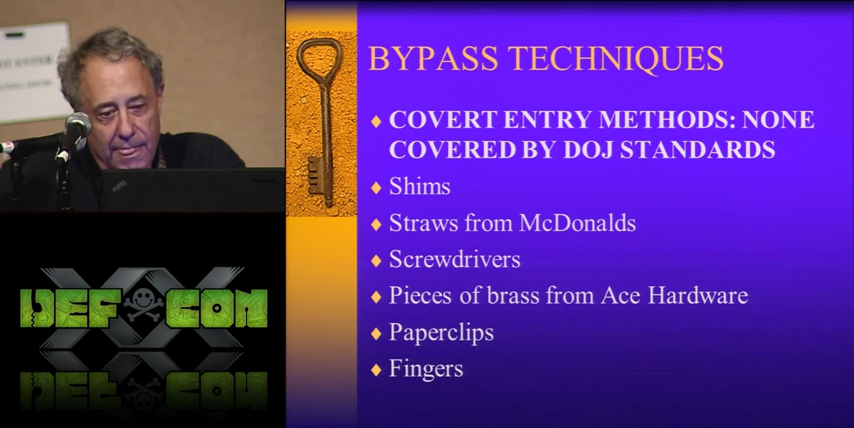 BYPASS TECHNIQUES
COVERT ENTRY METHODS: NONE
COVERED BY DOJ STANDARDS
Shims
Straws from McDonalds
Screwdrivers
Pieces of brass from Ace Hardware
Paperclips
Fingers
DEF CON
XX